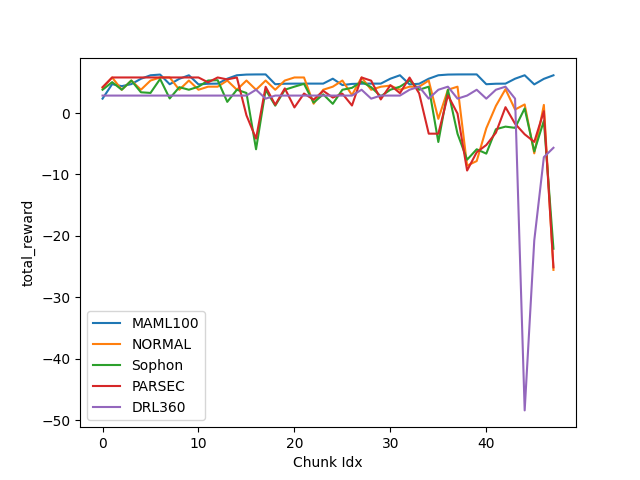 0
−10
−20
−30
−40
−50
total_reward
MAML100
NORMAL
Sophon
PARSEC
DRL360
0 10 20 30 40
Chunk Idx